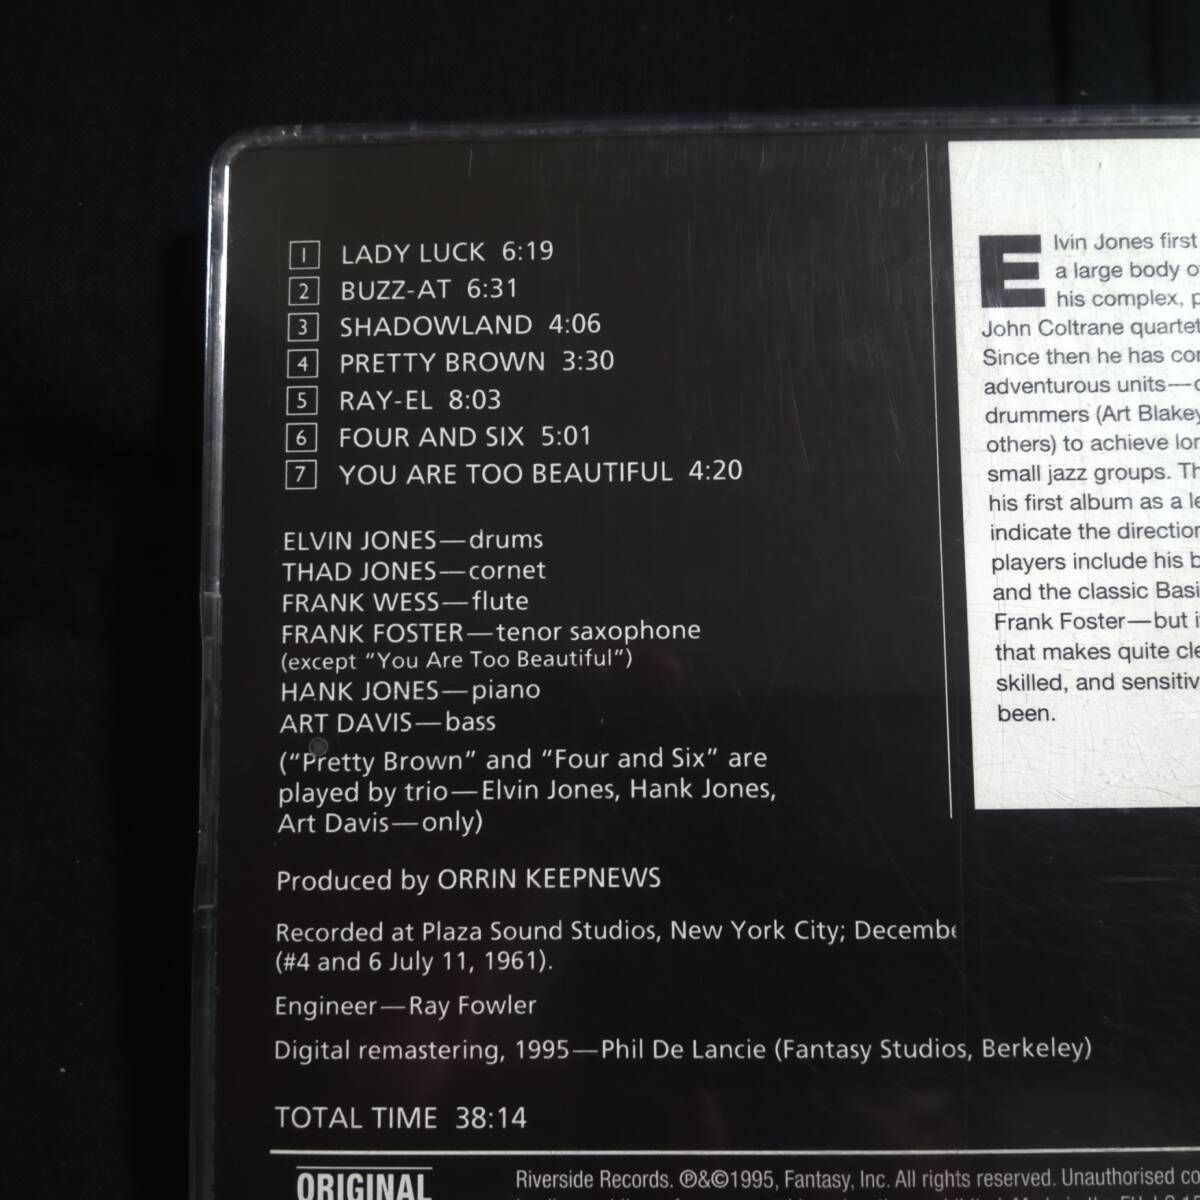 1 LADY LUCK 6:19
2 BUZZ-AT 6:31
3 SHADOWLAND 4:06
4 PRETTY BROWN 3:30
5 RAY-EL 8:03
6 FOUR AND SIX 5:01
7 YOU ARE TOO BEAUTIFUL 4:20
ELVIN JONES—drums
THAD JONES—cornet
FRANK WESS—flute
FRANK FOSTER—tenor saxophone
(except "You Are Too Beautiful")
HANK JONES—piano
ART DAVIS—bass
("Pretty Brown" and "Four and Six" are
played by trio—Elvin Jones, Hank Jones,
Art Davis—only)
Produced by ORRIN KEEPNEWS
Recorded at Plaza Sound Studios, New York City; Decembe
(#4 and 6 July 11, 1961).
Engineer—Ray Fowler
Digital remastering, 1995—Phil De Lancie (Fantasy Studios, Berkeley)
TOTAL TIME 38:14
ORIGINAL
Riverside Records. ℗&©1995, Fantasy, Inc. All rights reserved. Unauthorised co
Elvin Jones first
a large body o
his complex, p
John Coltrane quartet
Since then he has cor
adventurous units—c
drummers (Art Blakey
others) to achieve lor
small jazz groups. Th
his first album as a le
indicate the direction
players include his b
and the classic Basi
Frank Foster—but i
that makes quite cle
skilled, and sensitiv
been.